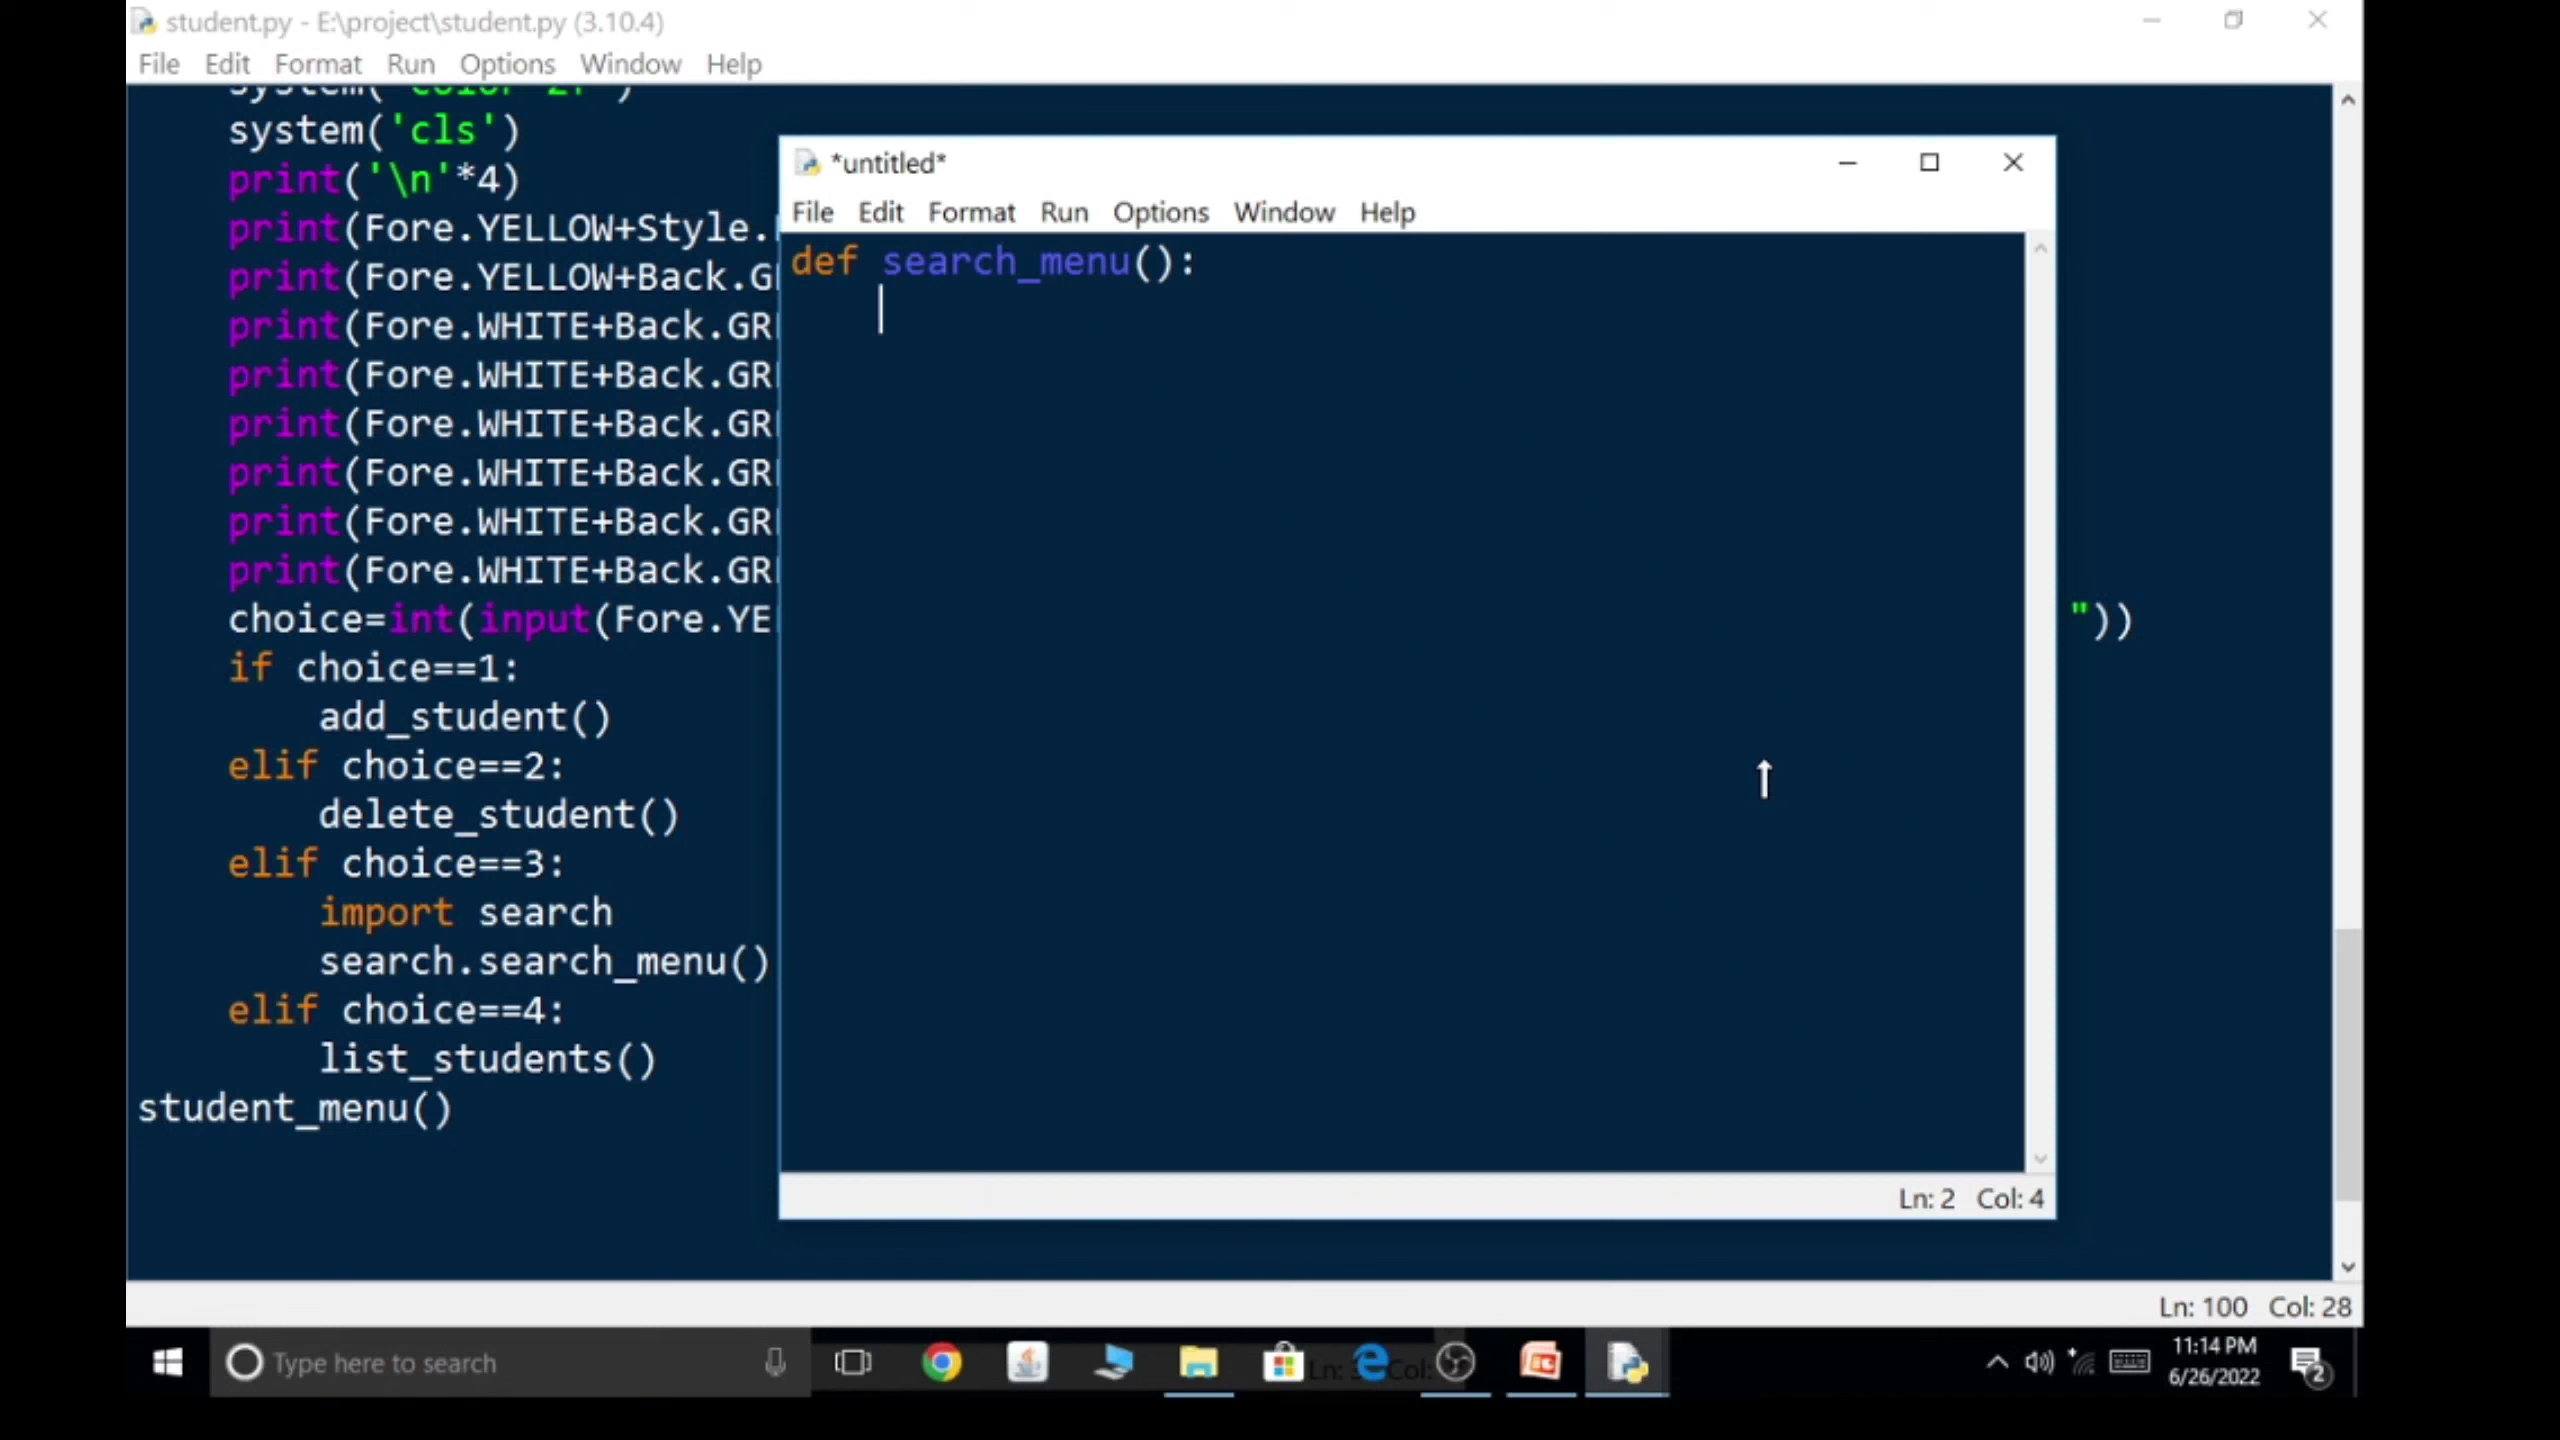 student.py - E:\project\student.py (3.10.4)
File Edit Format Run Options Window Help
system('color 2f')
system('cls')
print('\n'*4)
print(Fore.YELLOW+Style.
print(Fore.YELLOW+Back.G
print(Fore.WHITE+Back.GR
print(Fore.WHITE+Back.GR
print(Fore.WHITE+Back.GR
print(Fore.WHITE+Back.GR
print(Fore.WHITE+Back.GR
print(Fore.WHITE+Back.GR
choice=int(input(Fore.YE "))
if choice==1:
add_student()
elif choice==2:
delete_student()
elif choice==3:
import search
search.search_menu()
elif choice==4:
list_students()
student_menu()
*untitled*
File Edit Format Run Options Window Help
def search_menu():
Ln: 2 Col: 4
Ln: 100 Col: 28
Type here to search
11:14 PM
6/26/2022
2